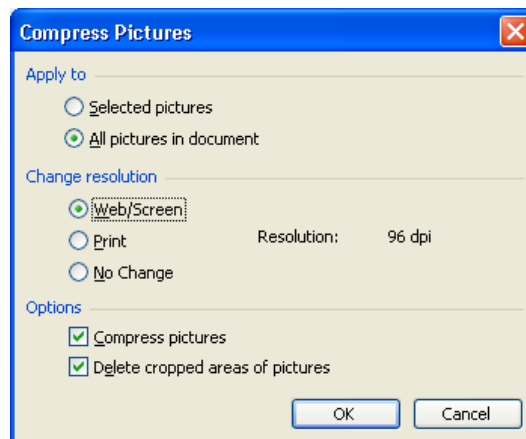 Compress Pictures
Apply to
Selected pictures
All pictures in document
Change resolution
Web/Screen
Print Resolution: 96 dpi
No Change
Options
Compress pictures
Delete cropped areas of pictures
OK Cancel